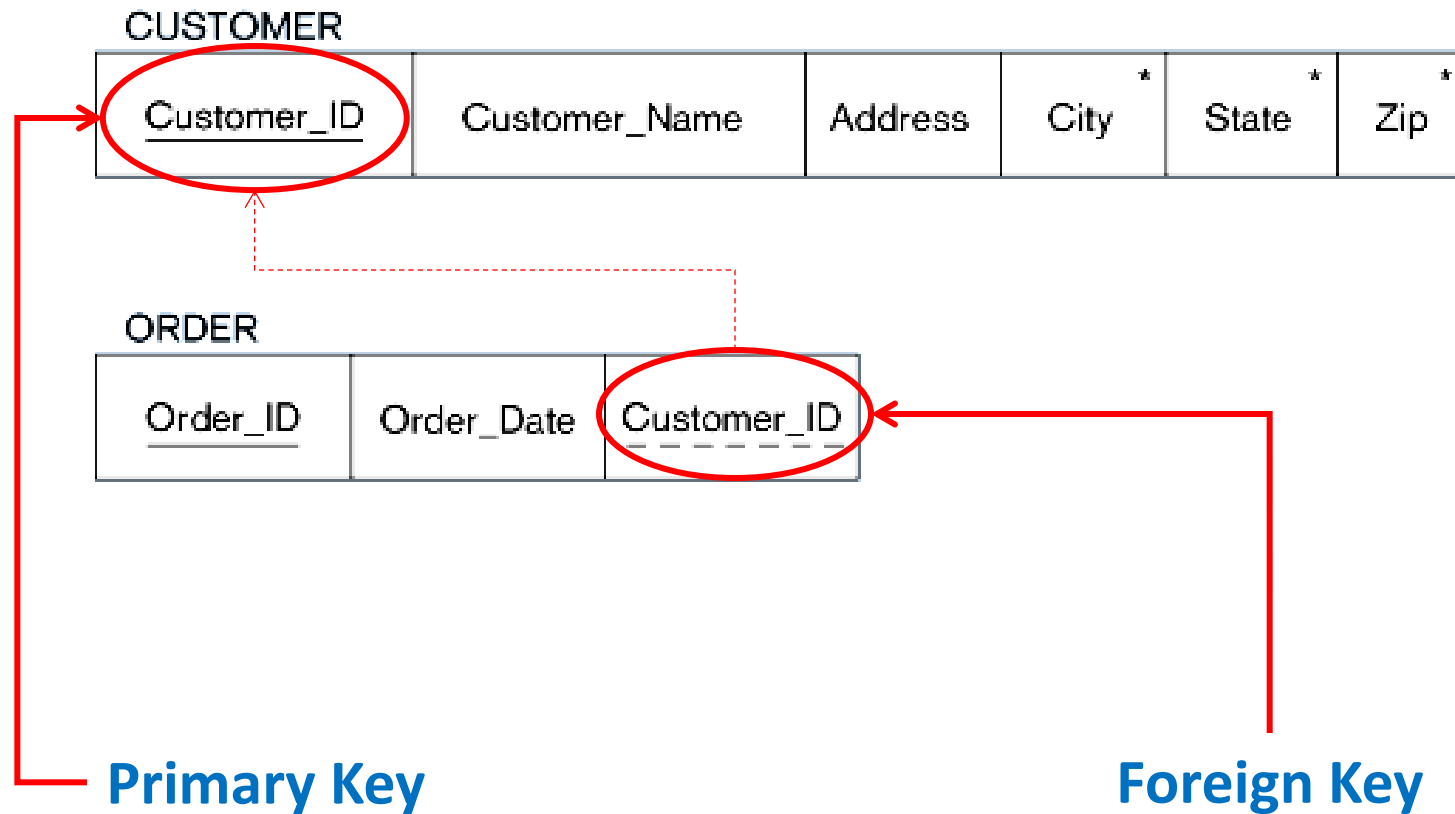 CUSTOMER
Customer_ID Customer_Name Address City * State * Zip *
ORDER
Order_ID Order_Date Customer_ID
Primary Key Foreign Key